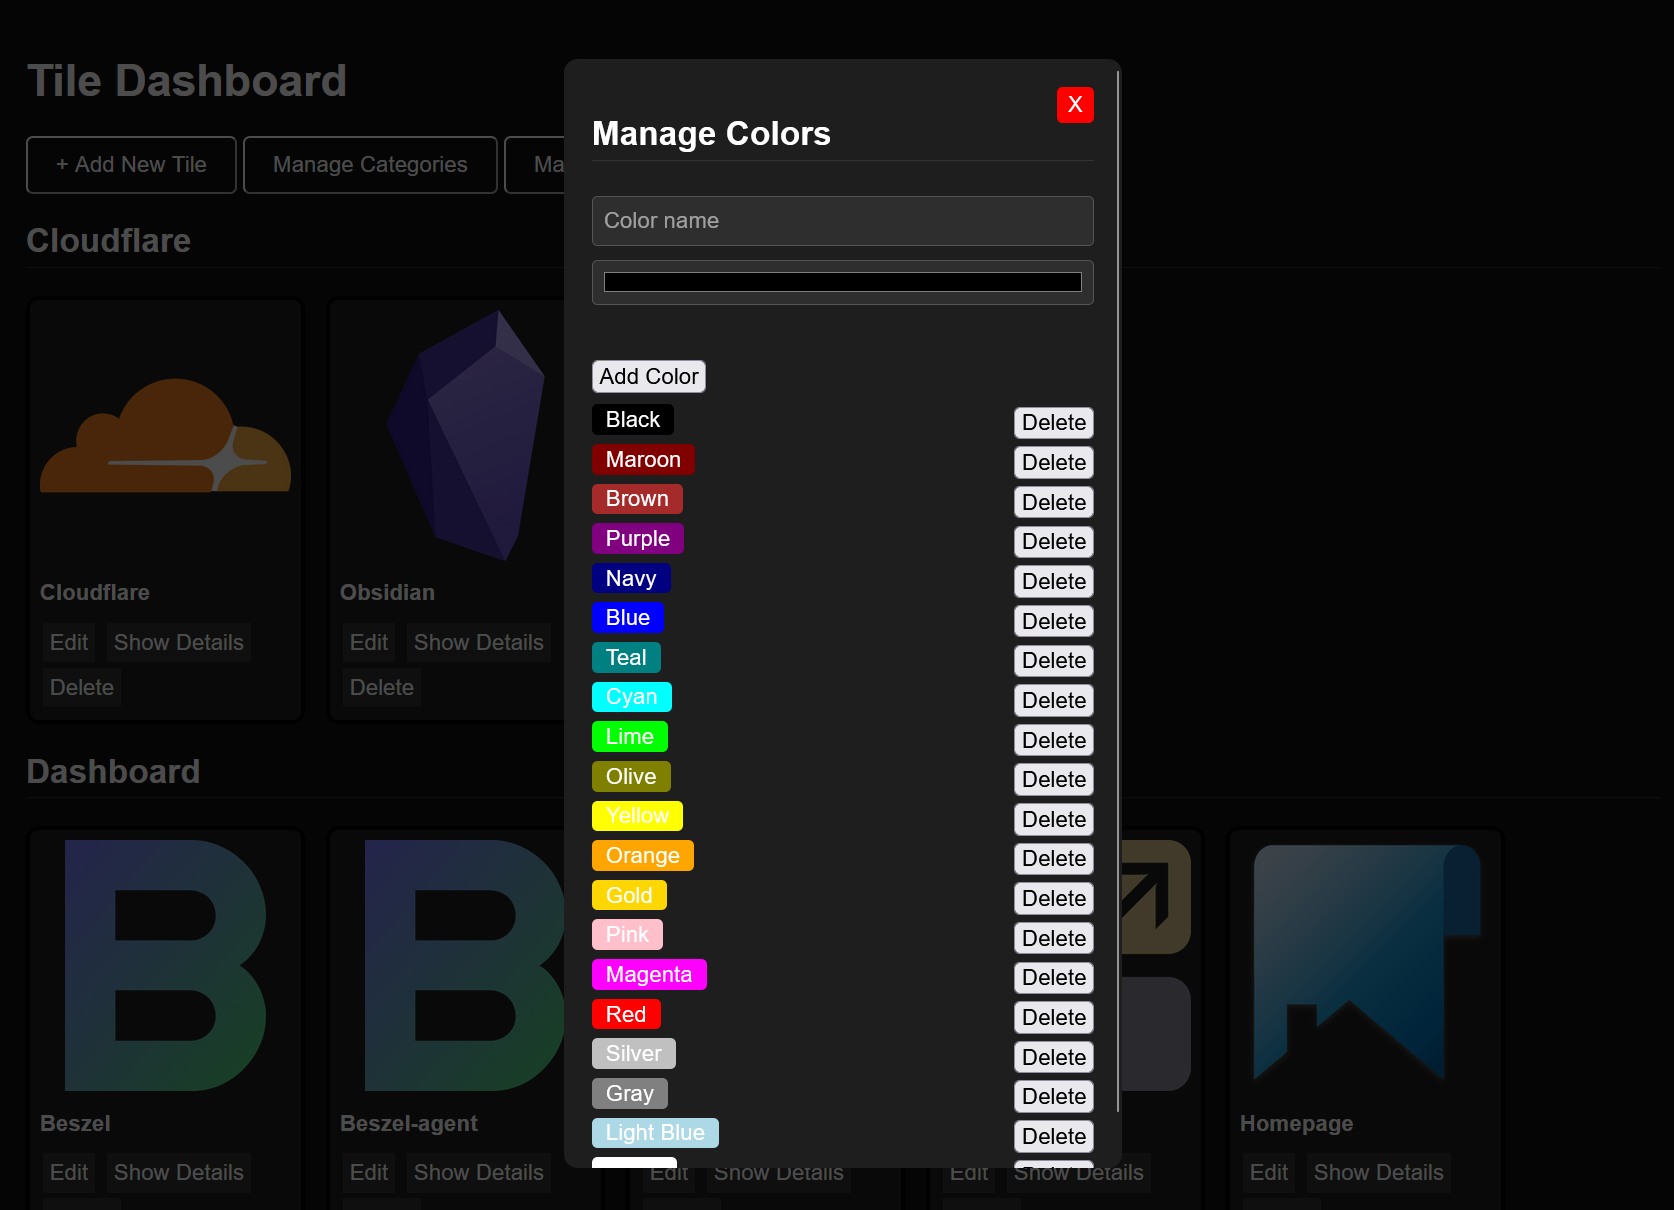 Tile Dashboard
+ Add New Tile
Manage Categories
Ma
Cloudflare
Cloudflare
Edit
Show Details
Delete
Obsidian
Edit
Show Details
Delete
Dashboard
B
Beszel
Edit
Show Details
B
Beszel-agent
Edit
Show Details
Edit
Show Details
Edit
Show Details
Homepage
Edit
Show Details
X
Manage Colors
Color name
Add Color
Black Delete
Maroon Delete
Brown Delete
Purple Delete
Navy Delete
Blue Delete
Teal Delete
Cyan Delete
Lime Delete
Olive Delete
Yellow Delete
Orange Delete
Gold Delete
Pink Delete
Magenta Delete
Red Delete
Silver Delete
Gray Delete
Light Blue Delete